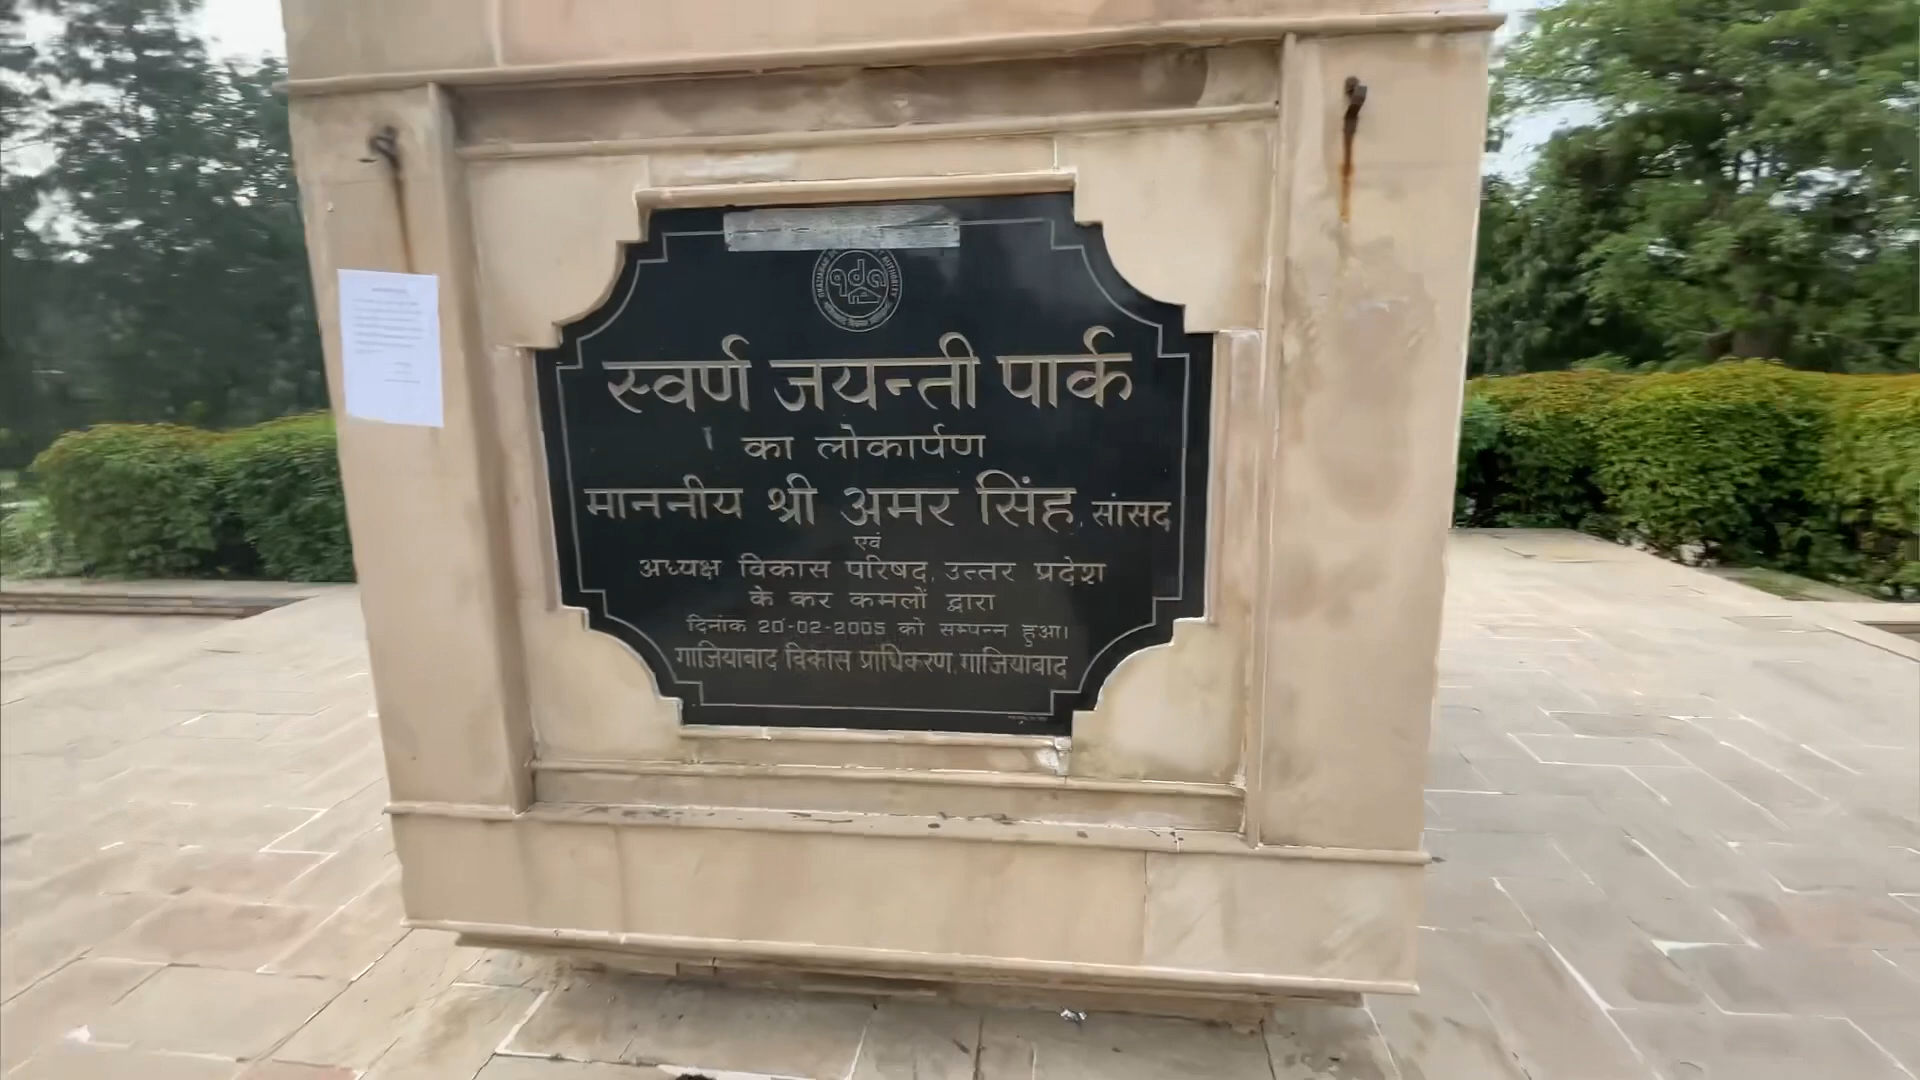 gda
स्वर्ण जयन्ती पार्क
का लोकार्पण
माननीय श्री अमर सिंह, सांसद
एवं
अध्यक्ष विकास परिषद, उत्तर प्रदेश
के कर कमलों द्वारा
दिनांक 20-02-2005 को सम्पन्न हुआ।
गाजियाबाद विकास प्राधिकरण, गाजियाबाद